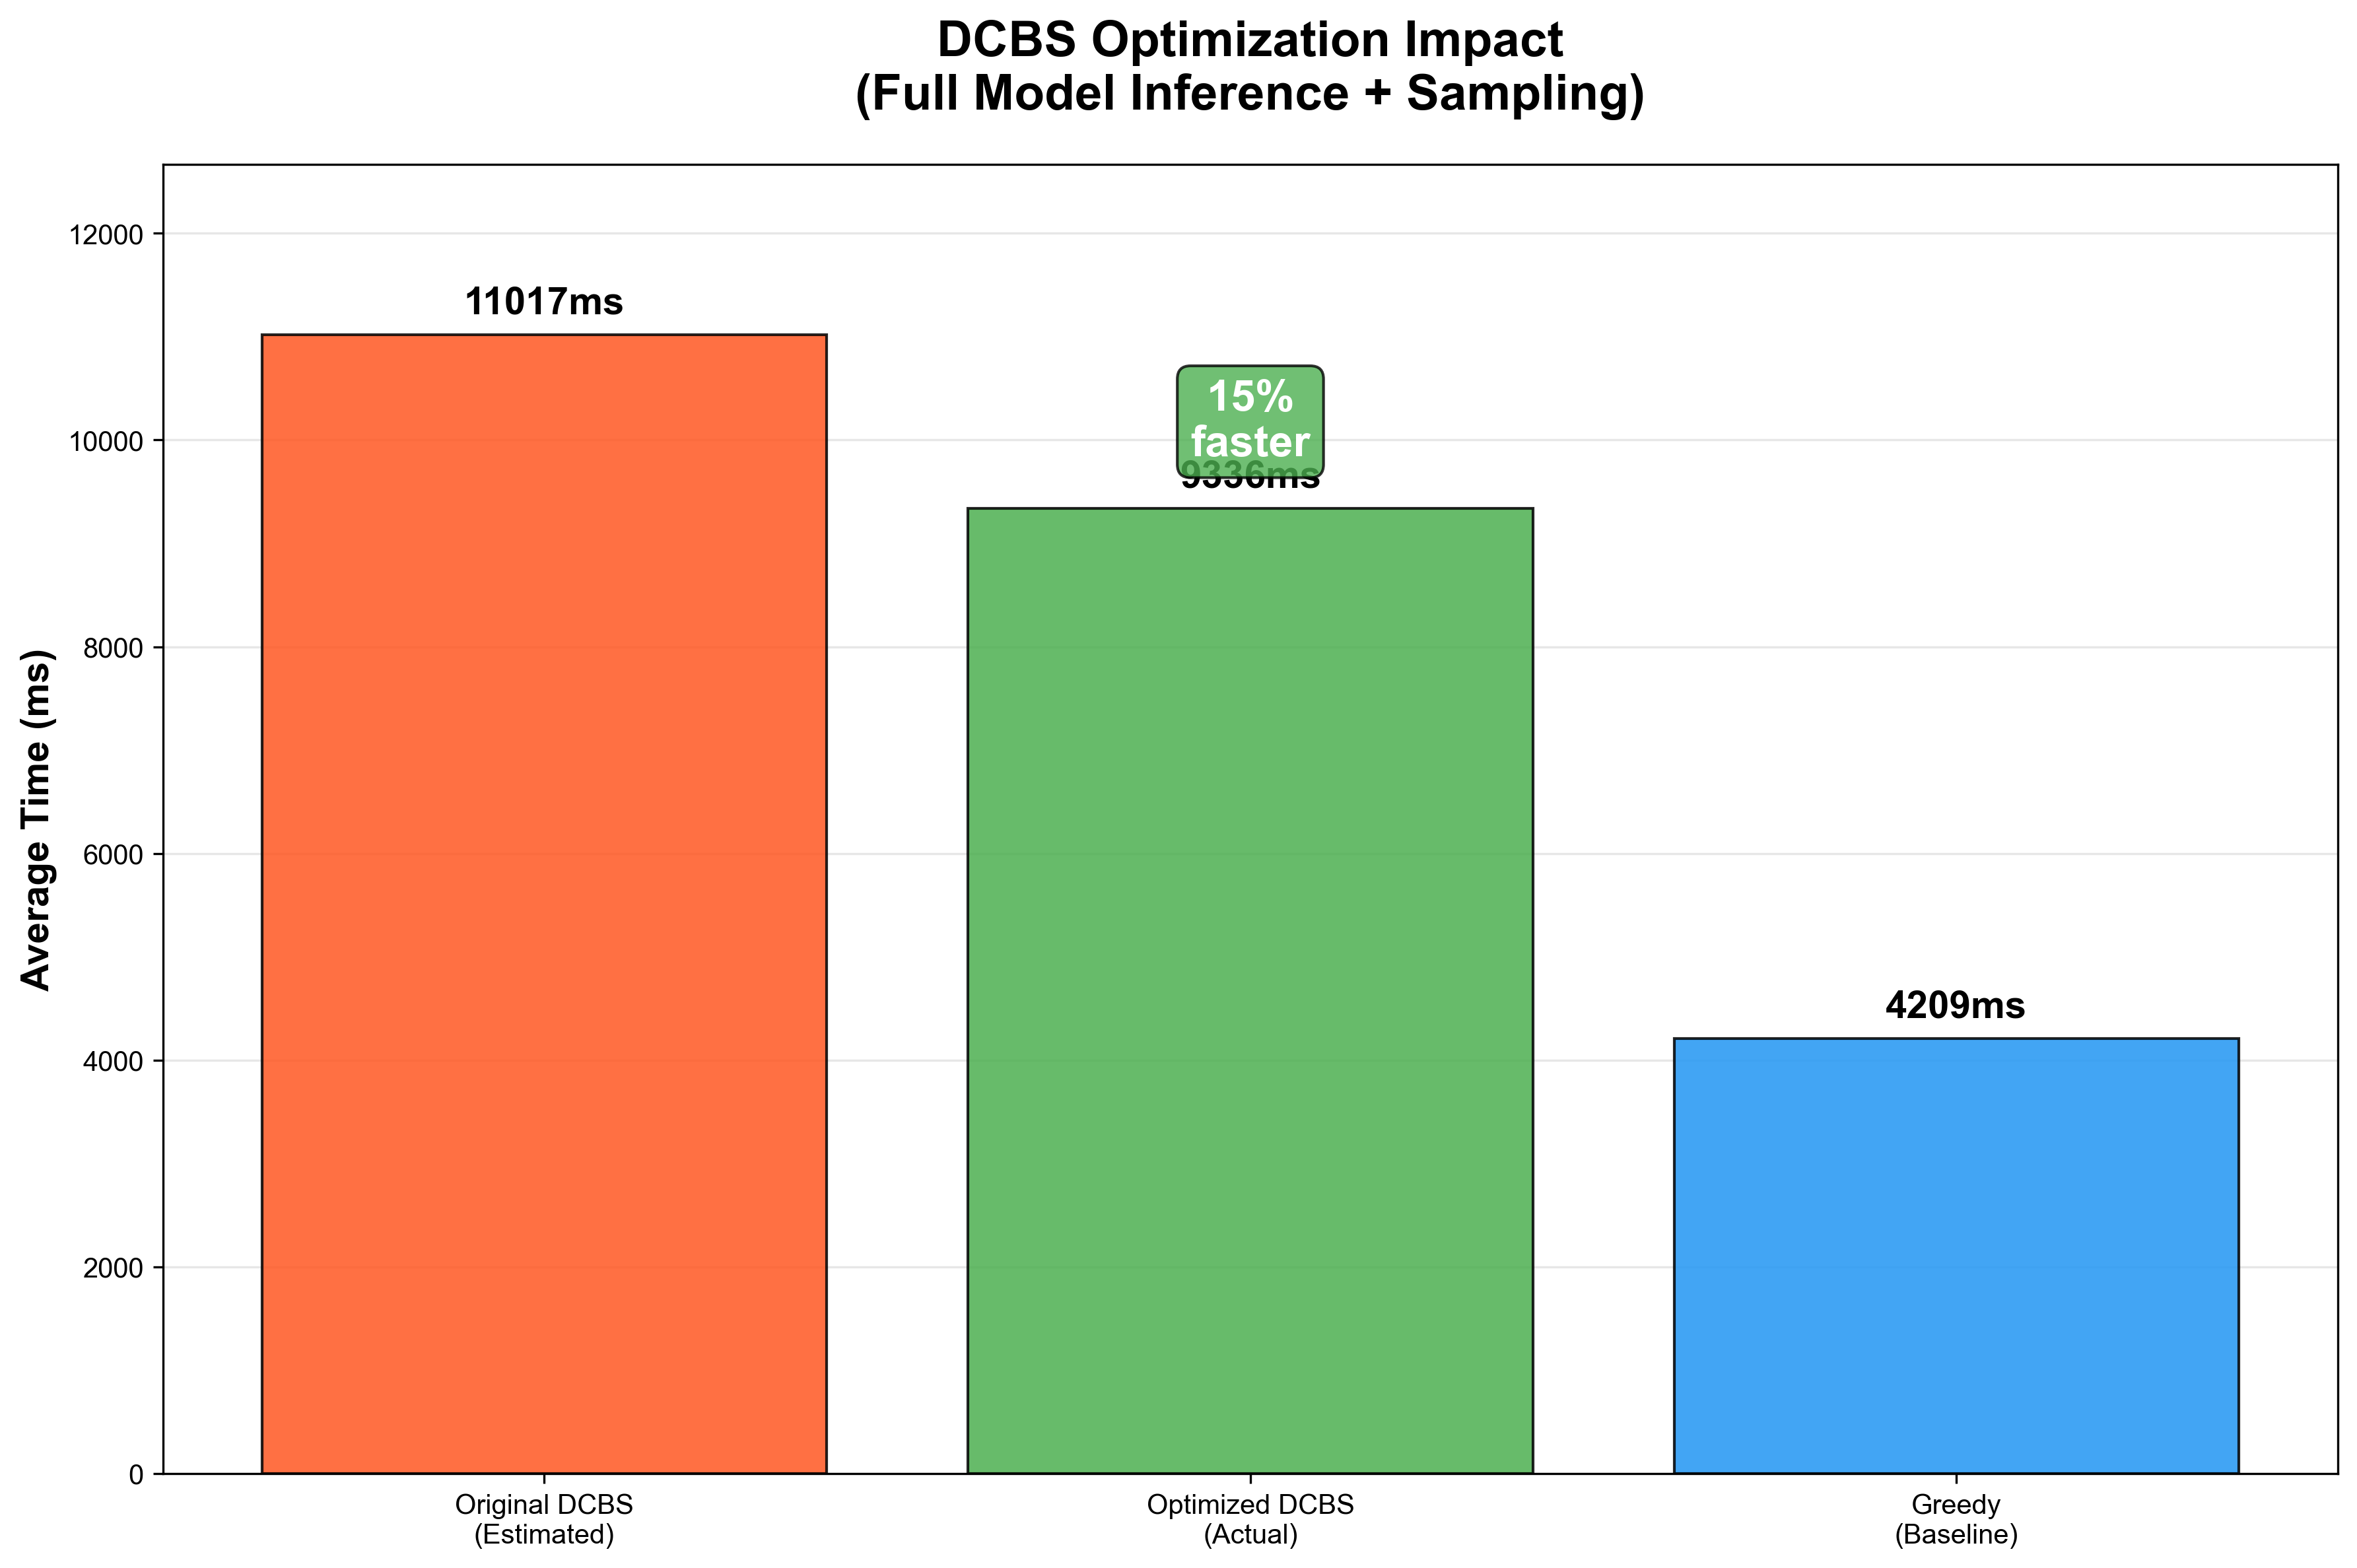 DCBS Optimization Impact
(Full Model Inference + Sampling)
Average Time (ms)
12000
10000
8000
6000
4000
2000
0
11017ms
15%
faster
9336ms
4209ms
Original DCBS
(Estimated)
Optimized DCBS
(Actual)
Greedy
(Baseline)